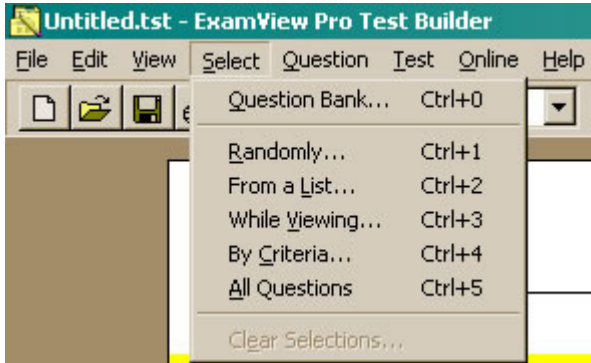 Untitled.tst - ExamView Pro Test Builder
File Edit View Select Question Test Online Help
Question Bank... Ctrl+0
Randomly... Ctrl+1
From a List... Ctrl+2
While Viewing... Ctrl+3
By Criteria... Ctrl+4
All Questions Ctrl+5
Clear Selections...